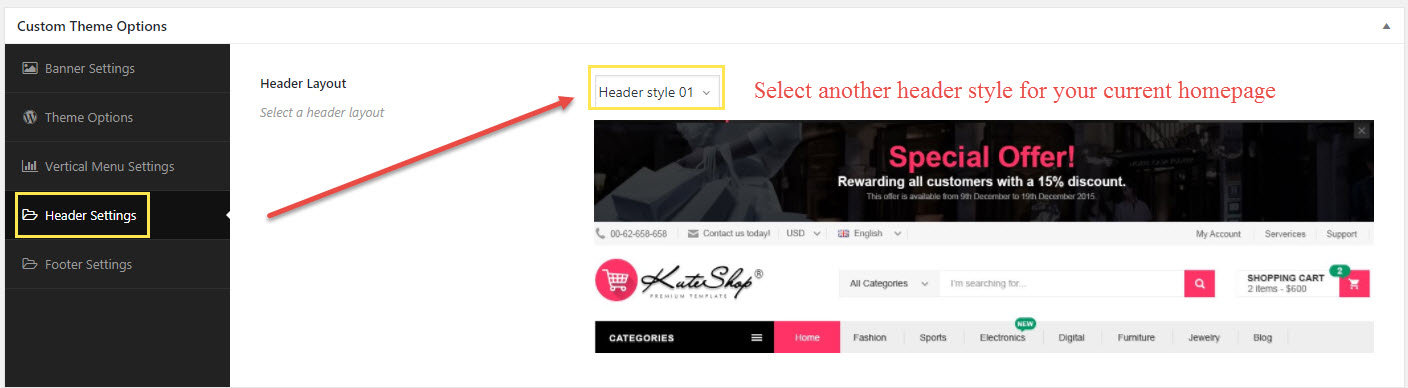 Custom Theme Options
Banner Settings
Theme Options
Vertical Menu Settings
Header Settings
Footer Settings
Header Layout
Select a header layout
Header style 01
Select another header style for your current homepage
Special Offer!
Rewarding all customers with a 15% discount.
This offer is available from 9th December to 19th December 2015.
00-62-658-658 Contact us today! USD English My Account Serverices Support
KuteShop®
PREMIUM TEMPLATE
All Categories I'm searching for...
SHOPPING CART 2
2 items - $600
NEW
CATEGORIES Home Fashion Sports Electronics Digital Furniture Jewelry Blog